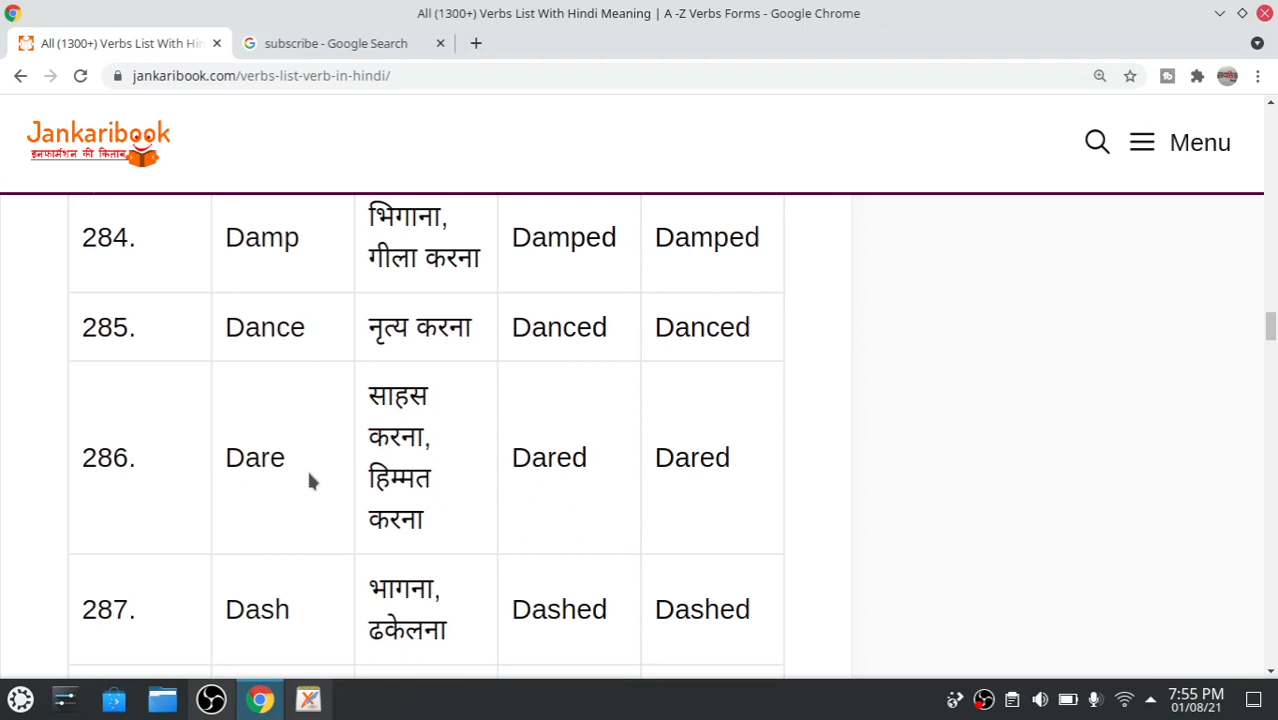 All (1300+) Verbs List With Hindi Meaning | A -Z Verbs Forms - Google Chrome
All (1300+) Verbs List With Hin
subscribe - Google Search
jankaribook.com/verbs-list-verb-in-hindi/
Jankaribook
इनफार्मेशन की किताब
Menu
284. Damp भिगाना, गीला करना Damped Damped
285. Dance नृत्य करना Danced Danced
286. Dare साहस करना, हिम्मत करना Dared Dared
287. Dash भागना, ढकेलना Dashed Dashed
7:55 PM
01/08/21